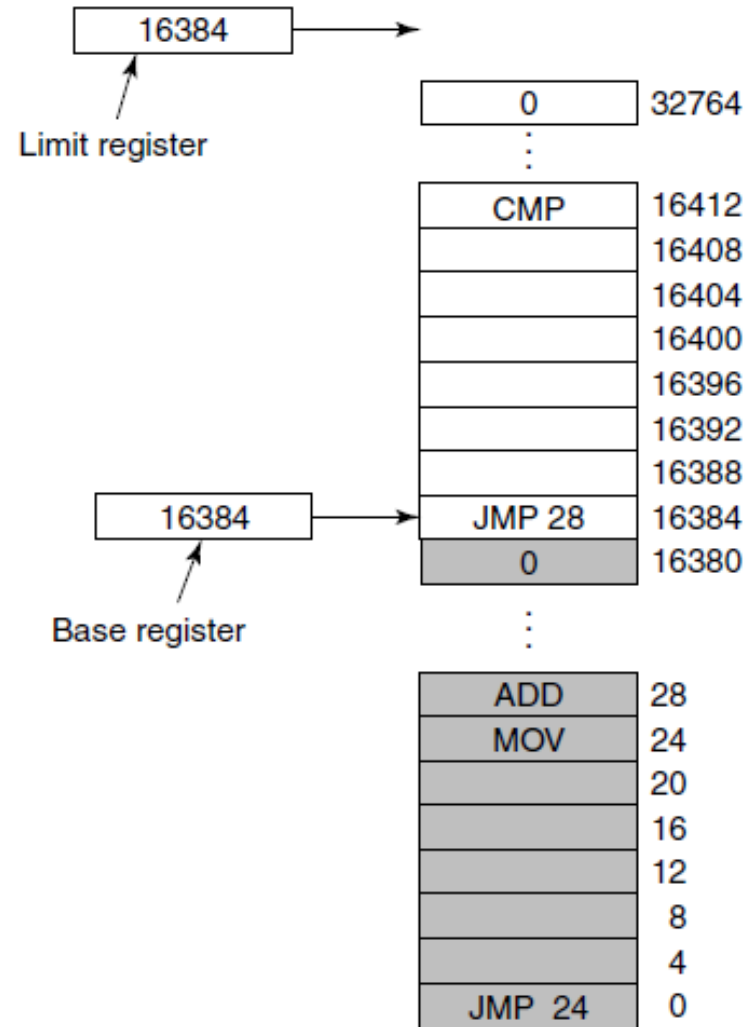 16384
Limit register
0 32764
CMP 16412
16408
16404
16400
16396
16392
16388
16384 JMP 28 16384
0 16380
Base register
ADD 28
MOV 24
20
16
12
8
4
JMP 24 0